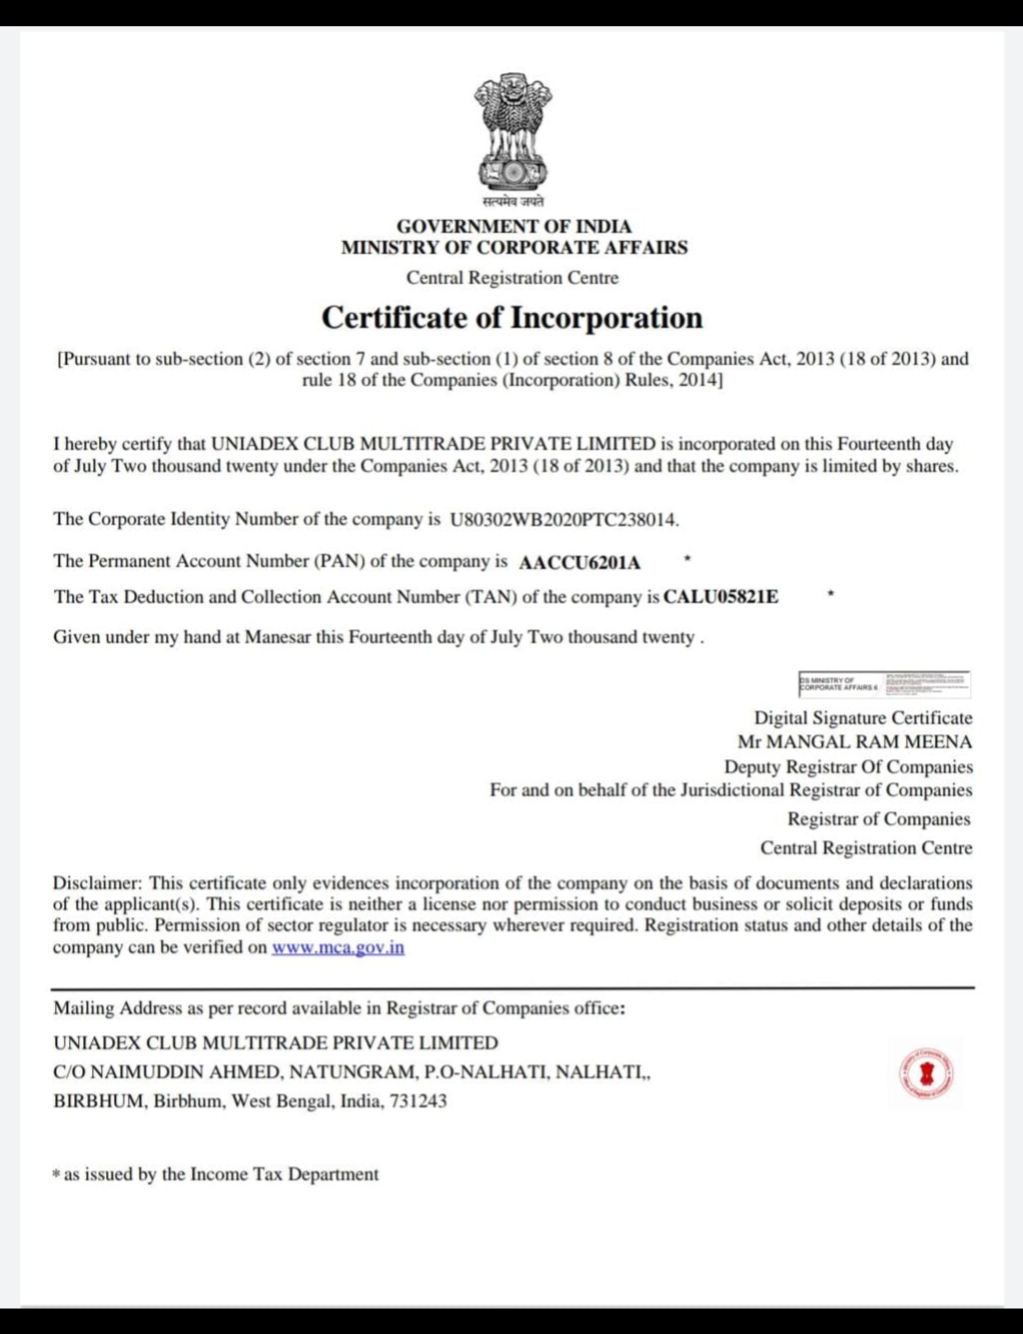 सत्यमेव जयते
GOVERNMENT OF INDIA
MINISTRY OF CORPORATE AFFAIRS
Central Registration Centre
Certificate of Incorporation
[Pursuant to sub-section (2) of section 7 and sub-section (1) of section 8 of the Companies Act, 2013 (18 of 2013) and
rule 18 of the Companies (Incorporation) Rules, 2014]
I hereby certify that UNIADEX CLUB MULTITRADE PRIVATE LIMITED is incorporated on this Fourteenth day
of July Two thousand twenty under the Companies Act, 2013 (18 of 2013) and that the company is limited by shares.
The Corporate Identity Number of the company is U80302WB2020PTC238014.
The Permanent Account Number (PAN) of the company is AACCU6201A *
The Tax Deduction and Collection Account Number (TAN) of the company is CALU05821E *
Given under my hand at Manesar this Fourteenth day of July Two thousand twenty .
DS MINISTRY OF
CORPORATE AFFAIRS 6
Digital Signature Certificate
Mr MANGAL RAM MEENA
Deputy Registrar Of Companies
For and on behalf of the Jurisdictional Registrar of Companies
Registrar of Companies
Central Registration Centre
Disclaimer: This certificate only evidences incorporation of the company on the basis of documents and declarations
of the applicant(s). This certificate is neither a license nor permission to conduct business or solicit deposits or funds
from public. Permission of sector regulator is necessary wherever required. Registration status and other details of the
company can be verified on www.mca.gov.in
Mailing Address as per record available in Registrar of Companies office:
UNIADEX CLUB MULTITRADE PRIVATE LIMITED
C/O NAIMUDDIN AHMED, NATUNGRAM, P.O-NALHATI, NALHATI,,
BIRBHUM, Birbhum, West Bengal, India, 731243
* as issued by the Income Tax Department